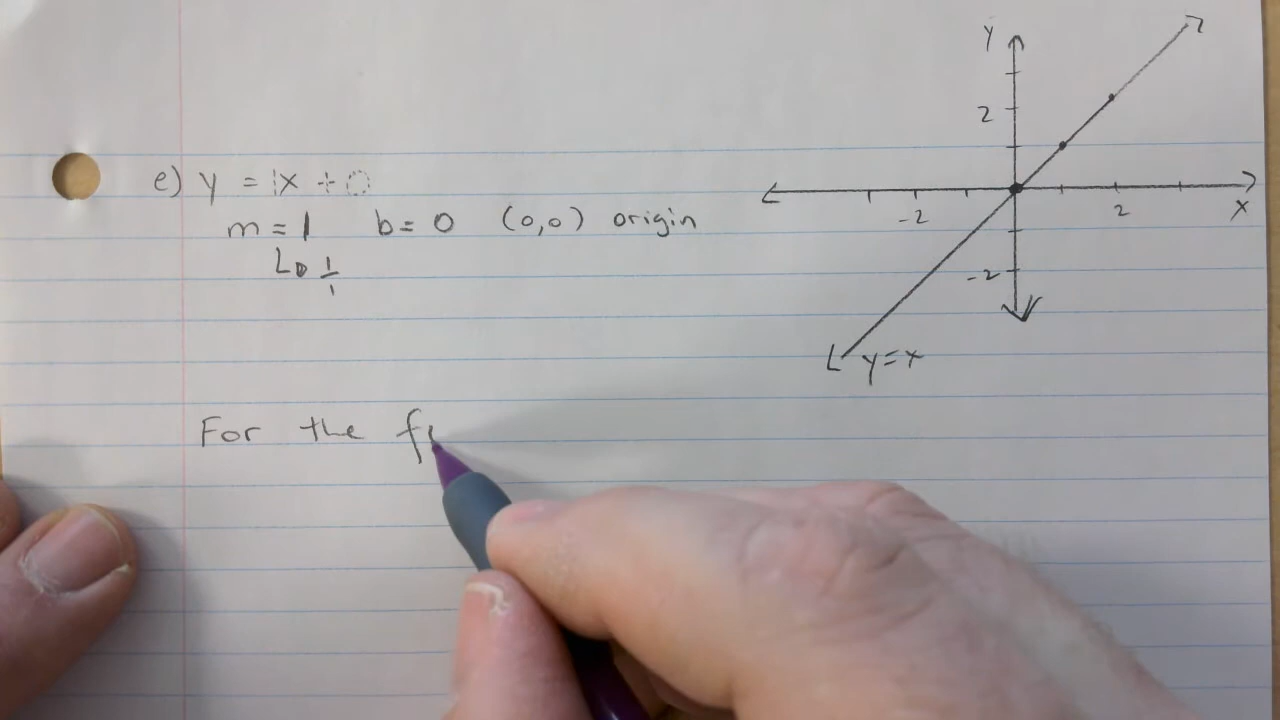 e) y = 1x + 0
m = 1 b = 0 (0,0) origin
1/1
For the f
y
2
-2
2
x
-2
y = x